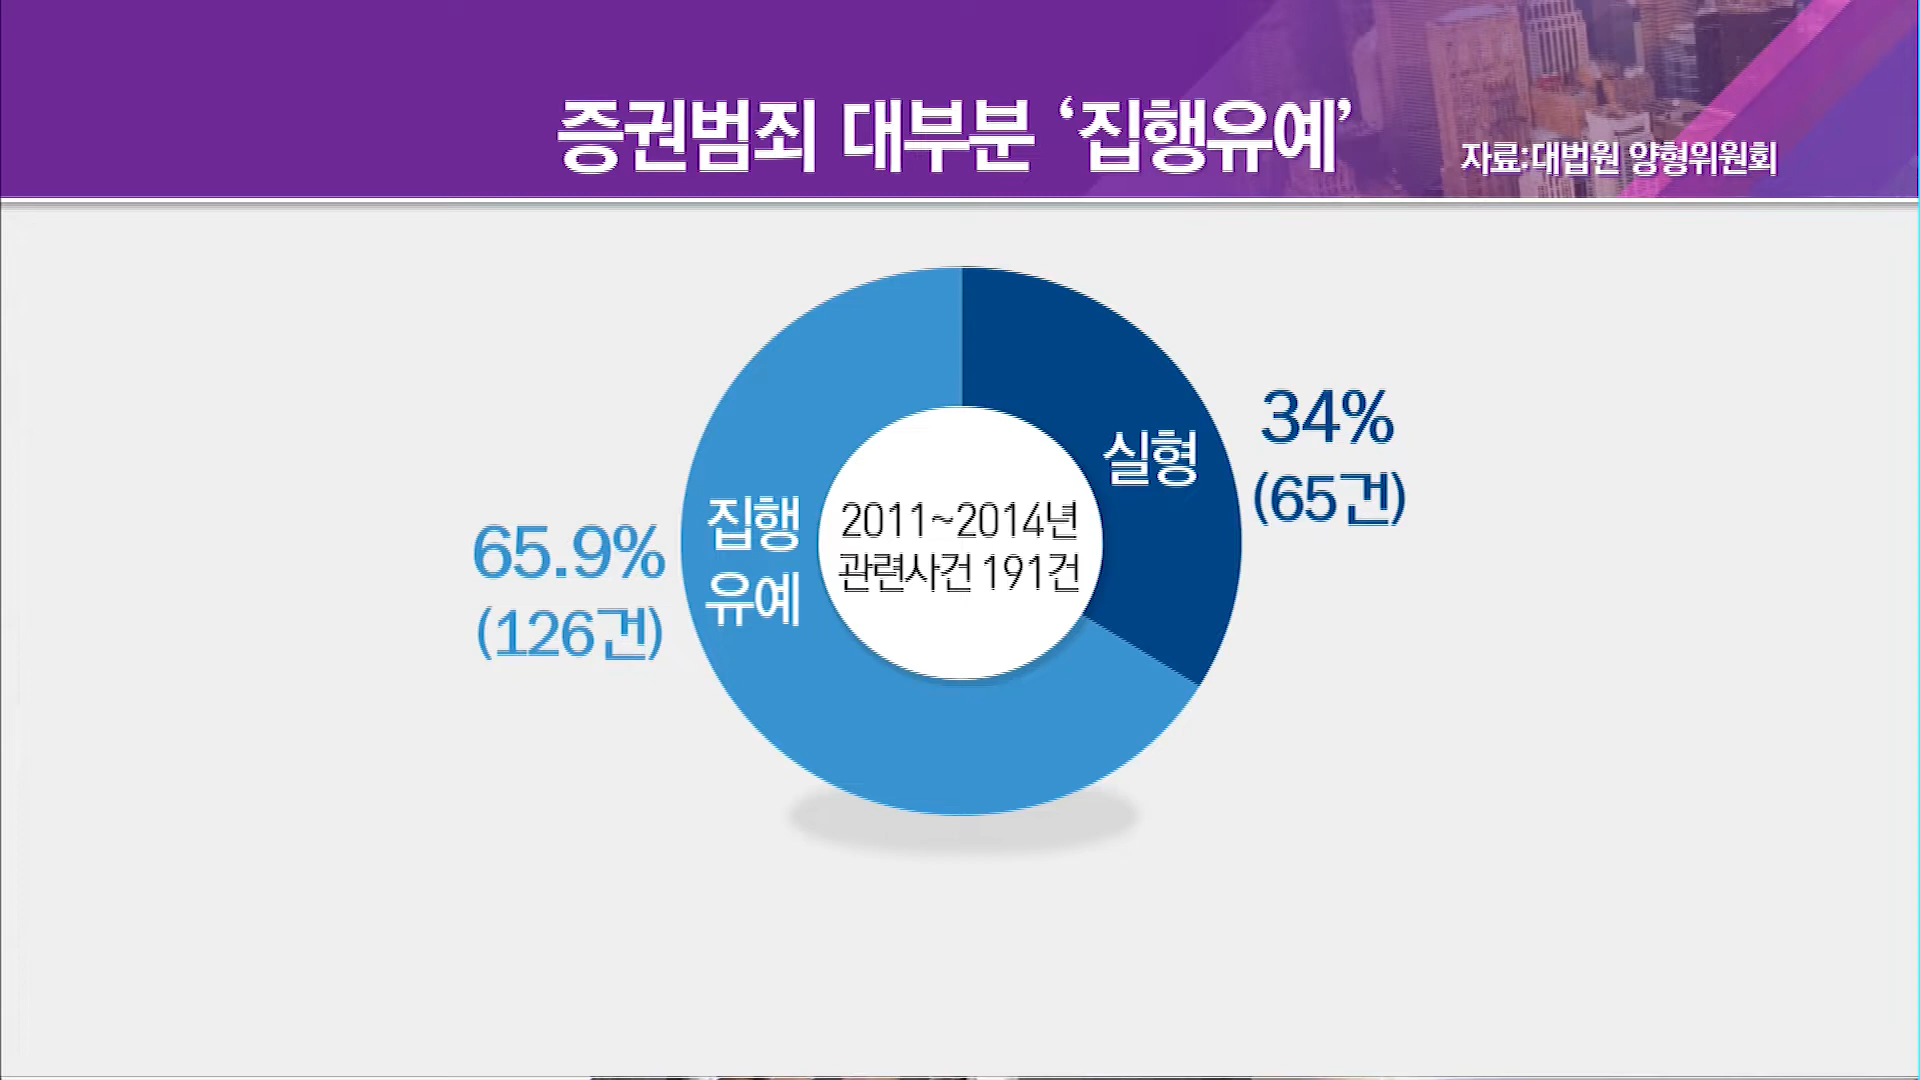 증권범죄 대부분 ‘집행유예’
자료:대법원 양형위원회
34%
(65건)
실형
2011~2014년
관련사건 191건
집행
유예
65.9%
(126건)